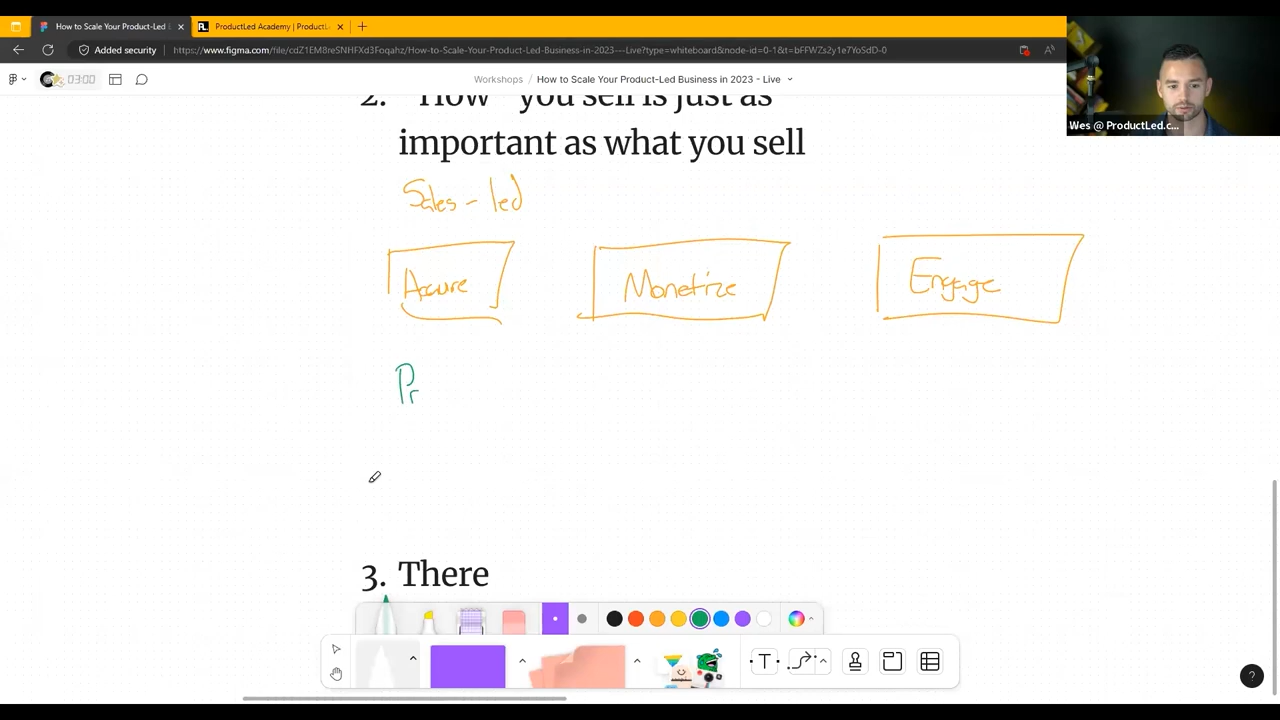 How to Scale Your Product-Led E
ProductLed Academy | ProductL
Added security
https://www.figma.com/file/cdZ1EM8reSNHFXd3Foqahz/How-to-Scale-Your-Product-Led-Business-in-2023---Live?type=whiteboard&node-id=0-1&t=bFFWZs2y1e7YoSdD-0
03:00
Workshops / How to Scale Your Product-Led Business in 2023 - Live
Wes @ ProductLed.c...
2. "How" you sell is just as
important as what you sell
Sales - led
Acquire Monetize Engage
Pr
3. There
T
?